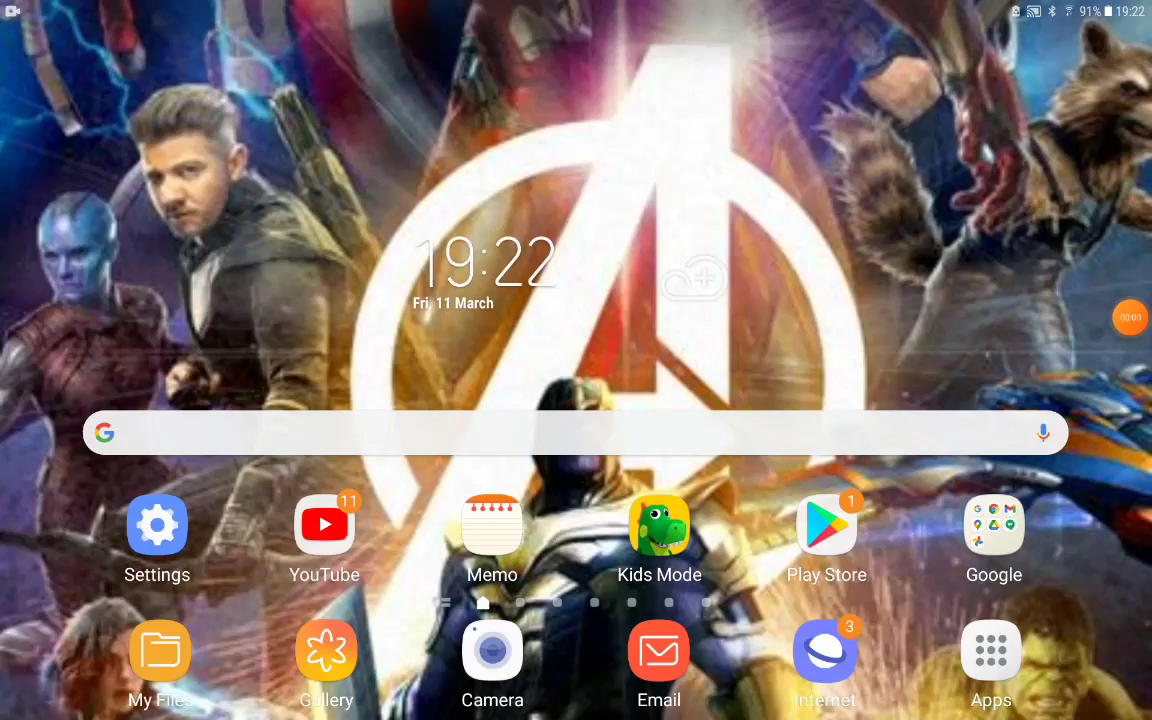 91% 19:22
19:22
Fri, 11 March
00:00
11
1
Settings
YouTube
Memo
Kids Mode
Play Store
Google
3
My Files
Gallery
Camera
Email
Internet
Apps